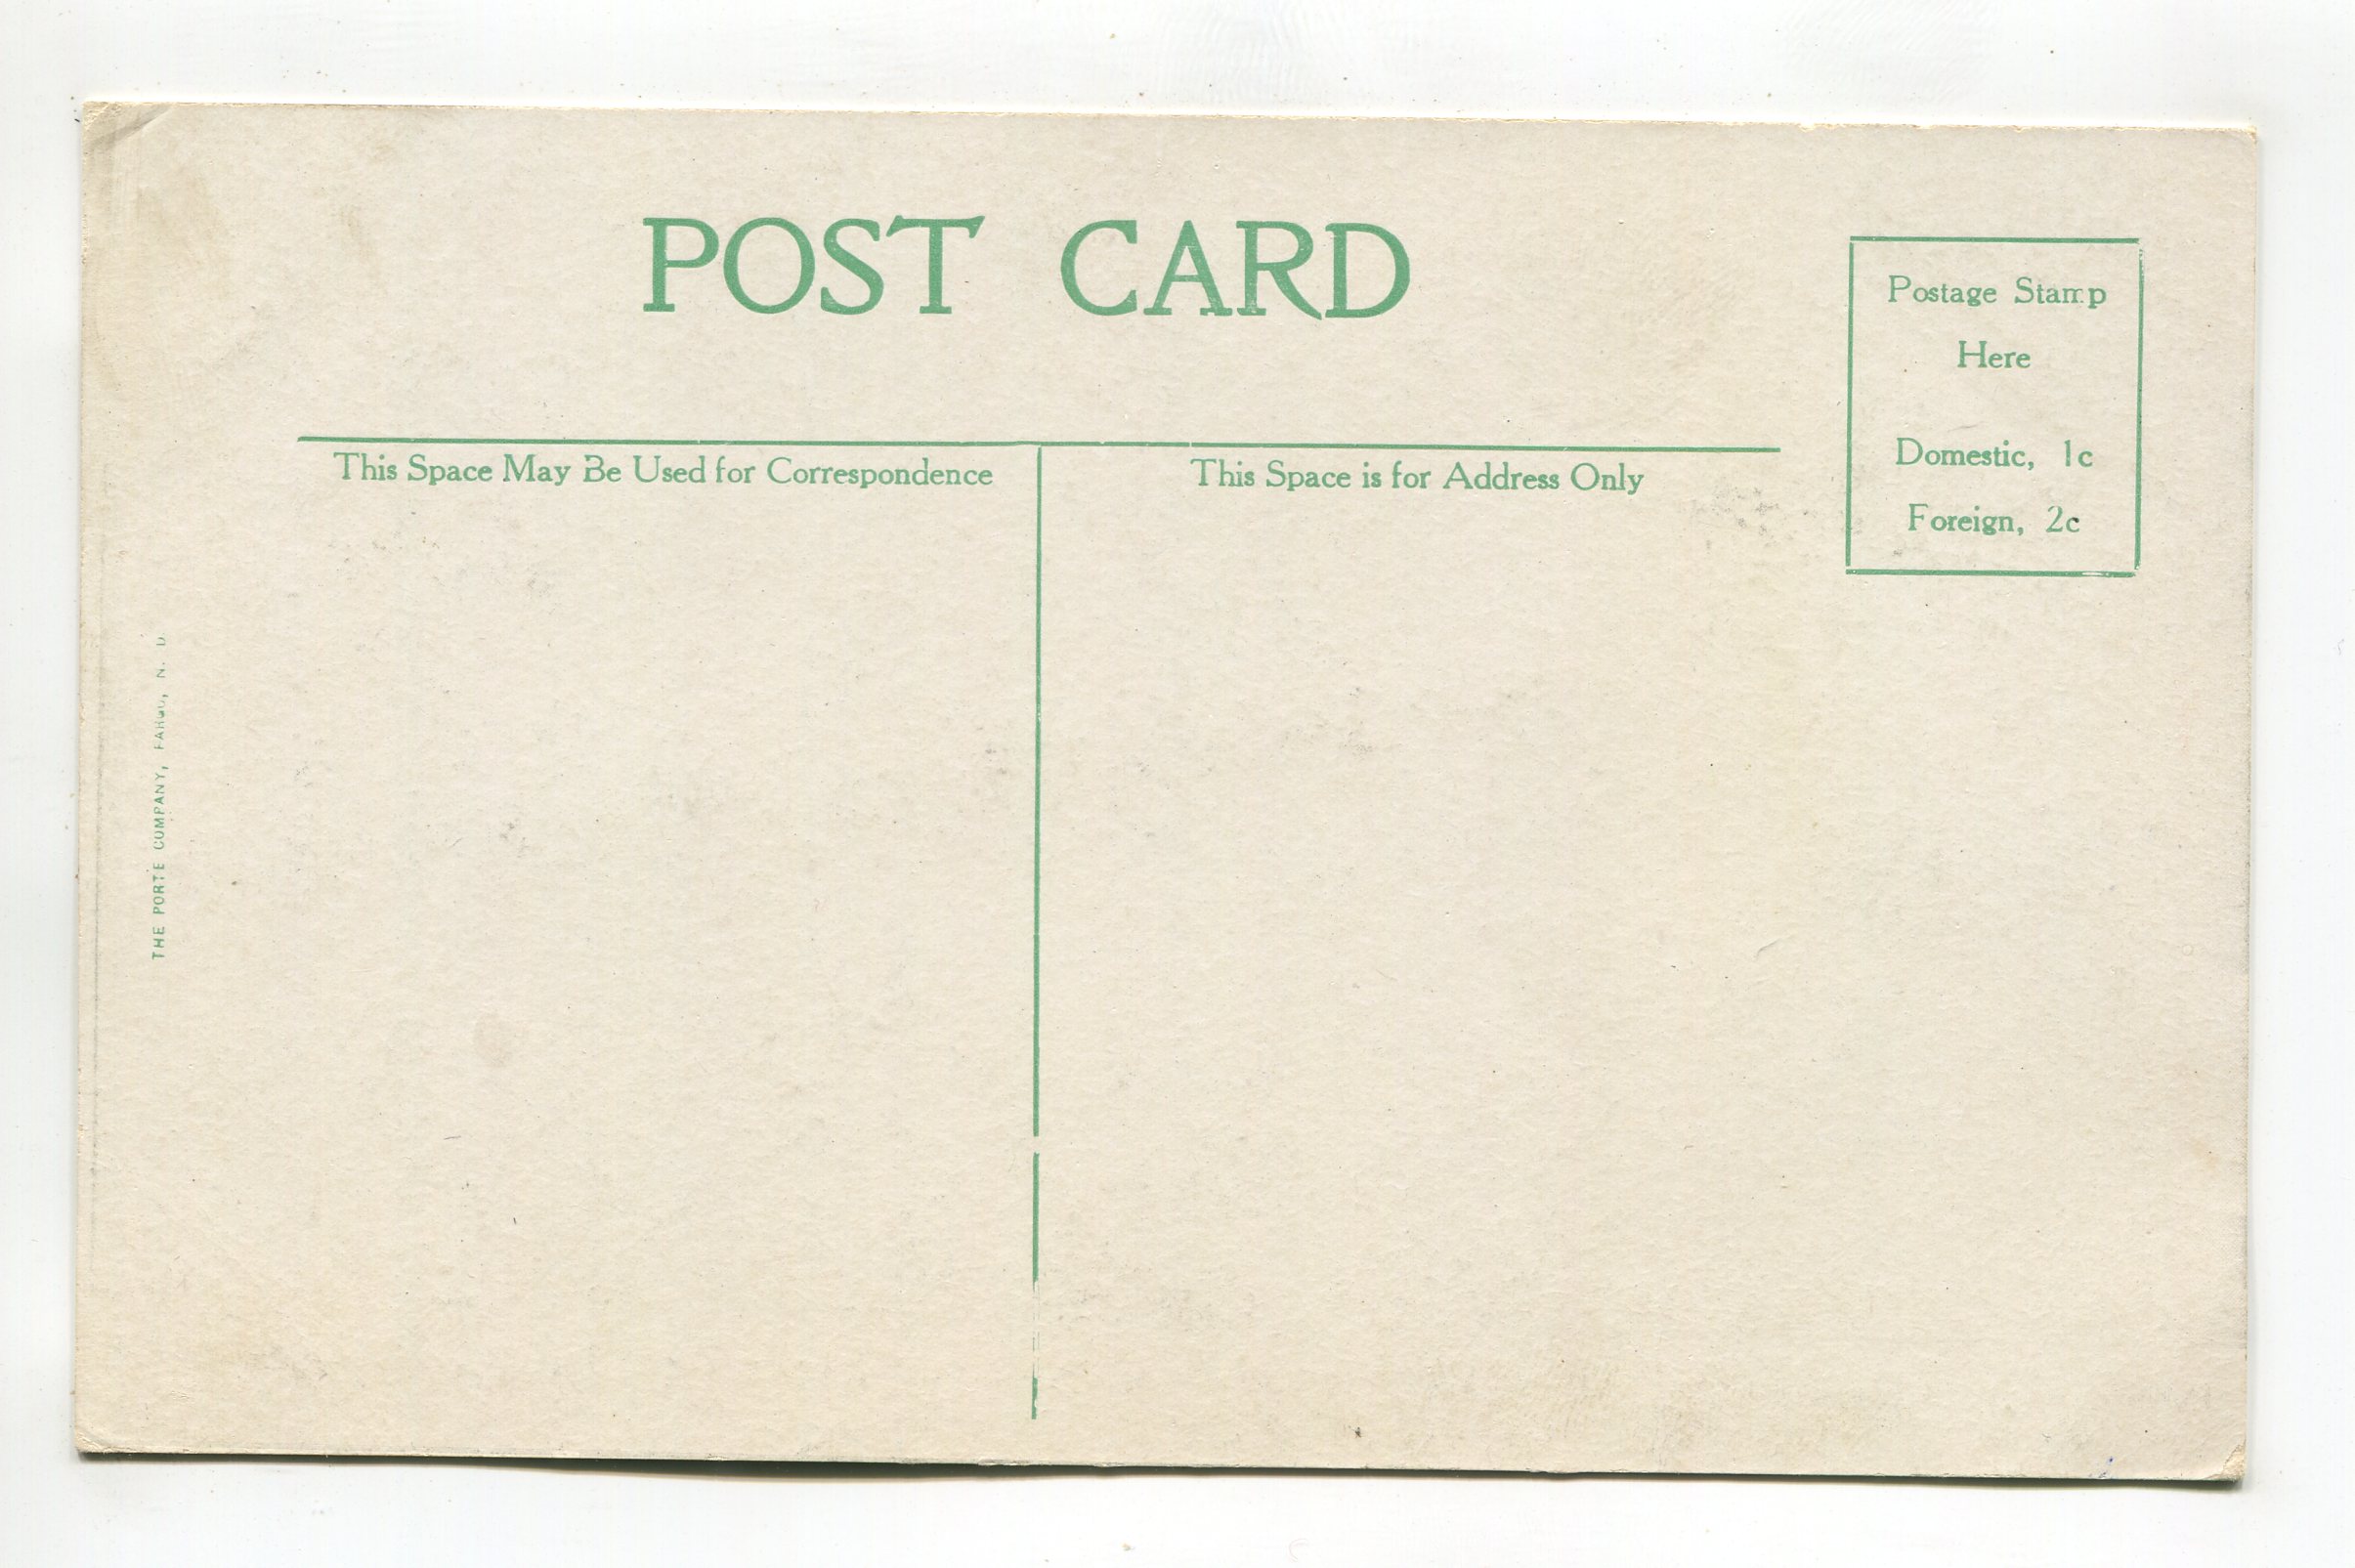 POST CARD
Postage Stamp
Here
Domestic, 1c
Foreign, 2c
This Space May Be Used for Correspondence
This Space is for Address Only
THE PORTE COMPANY, FARGO, N. D